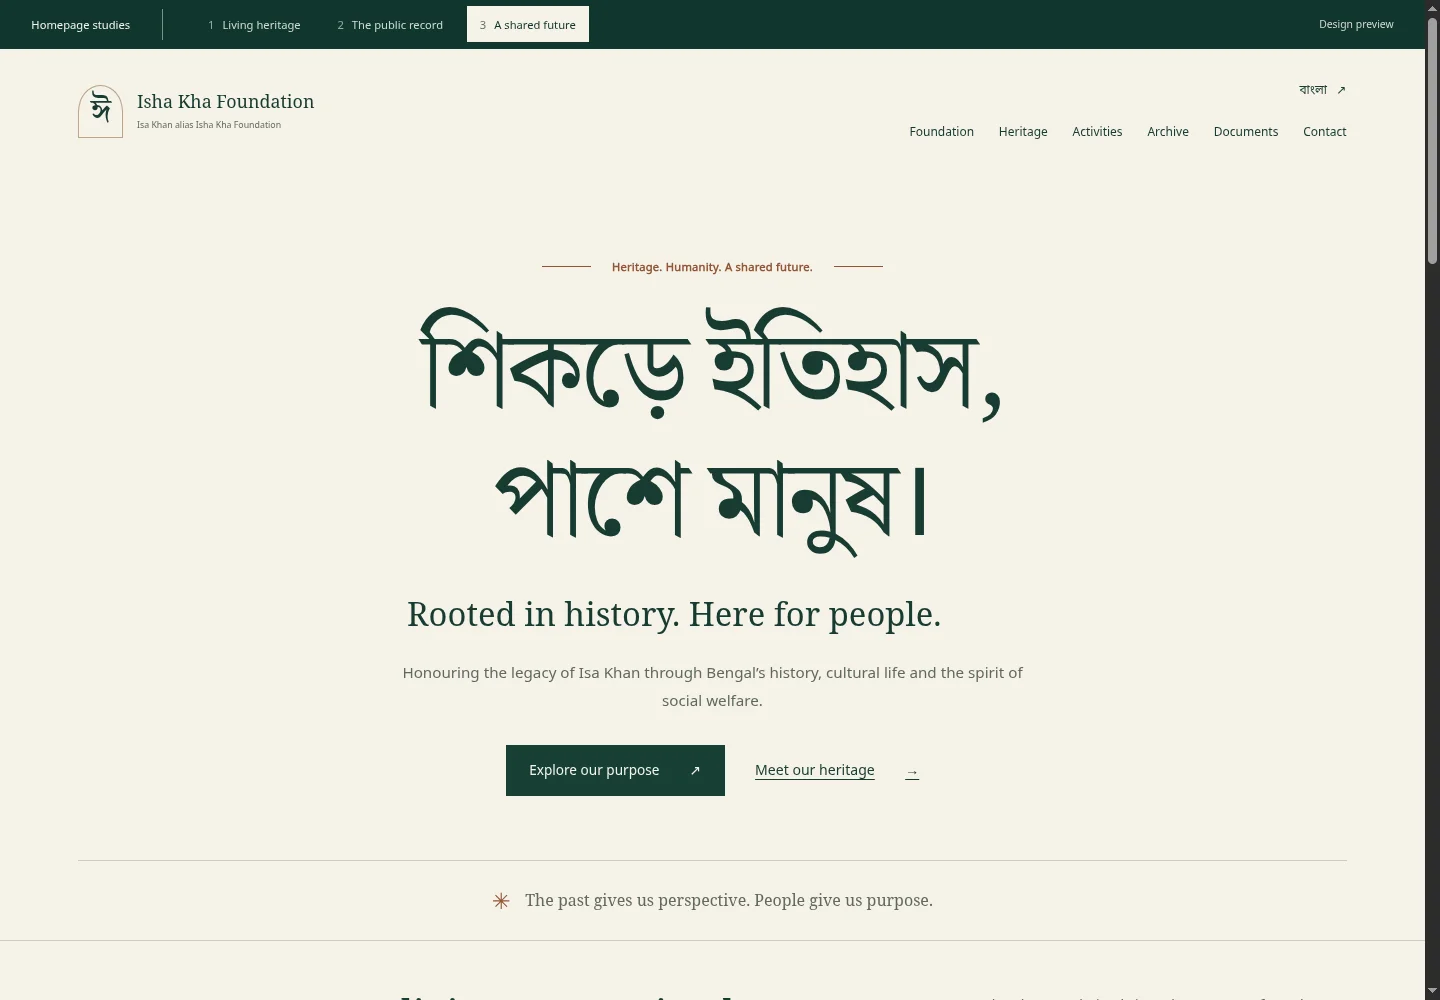 Homepage studies
1 Living heritage
2 The public record
3 A shared future
Design preview
ঈ
Isha Kha Foundation
Isa Khan alias Isha Kha Foundation
বাংলা ↗
Foundation Heritage Activities Archive Documents Contact
Heritage. Humanity. A shared future.
শিকড়ে ইতিহাস,
পাশে মানুষ।
Rooted in history. Here for people.
Honouring the legacy of Isa Khan through Bengal’s history, cultural life and the spirit of
social welfare.
Explore our purpose ↗
Meet our heritage →
The past gives us perspective. People give us purpose.